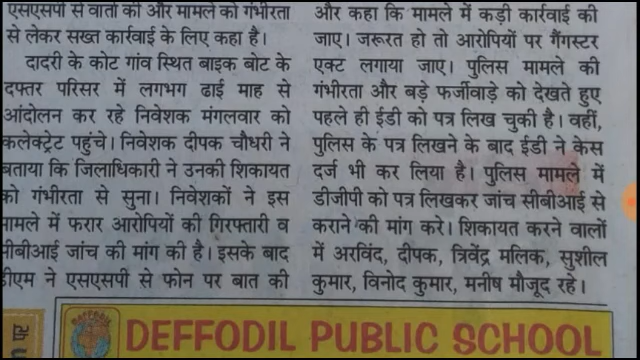 एसएसपी से वार्ता की और मामले को गंभीरता
से लेकर सख्त कार्रवाई के लिए कहा है।
दादरी के कोट गांव स्थित बाइक बोट के
दफ्तर परिसर में लगभग ढाई माह से
आंदोलन कर रहे निवेशक मंगलवार को
कलेक्ट्रेट पहुंचे। निवेशक दीपक चौधरी ने
बताया कि जिलाधिकारी ने उनकी शिकायत
को गंभीरता से सुना। निवेशकों ने इस
मामले में फरार आरोपियों की गिरफ्तारी व
सीबीआई जांच की मांग की है। इसके बाद
डीएम ने एसएसपी से फोन पर बात की
और कहा कि मामले में कड़ी कार्रवाई की
जाए। जरूरत हो तो आरोपियों पर गैंगस्टर
एक्ट लगाया जाए। पुलिस मामले की
गंभीरता और बड़े फर्जीवाड़े को देखते हुए
पहले ही ईडी को पत्र लिख चुकी है। वहीं,
पुलिस के पत्र लिखने के बाद ईडी ने केस
दर्ज भी कर लिया है। पुलिस मामले में
डीजीपी को पत्र लिखकर जांच सीबीआई से
कराने की मांग करे। शिकायत करने वालों
में अरविंद, दीपक, त्रिवेंद्र मलिक, सुशील
कुमार, विनोद कुमार, मनीष मौजूद रहे।
पर
DEFFODIL PUBLIC SCHOOL